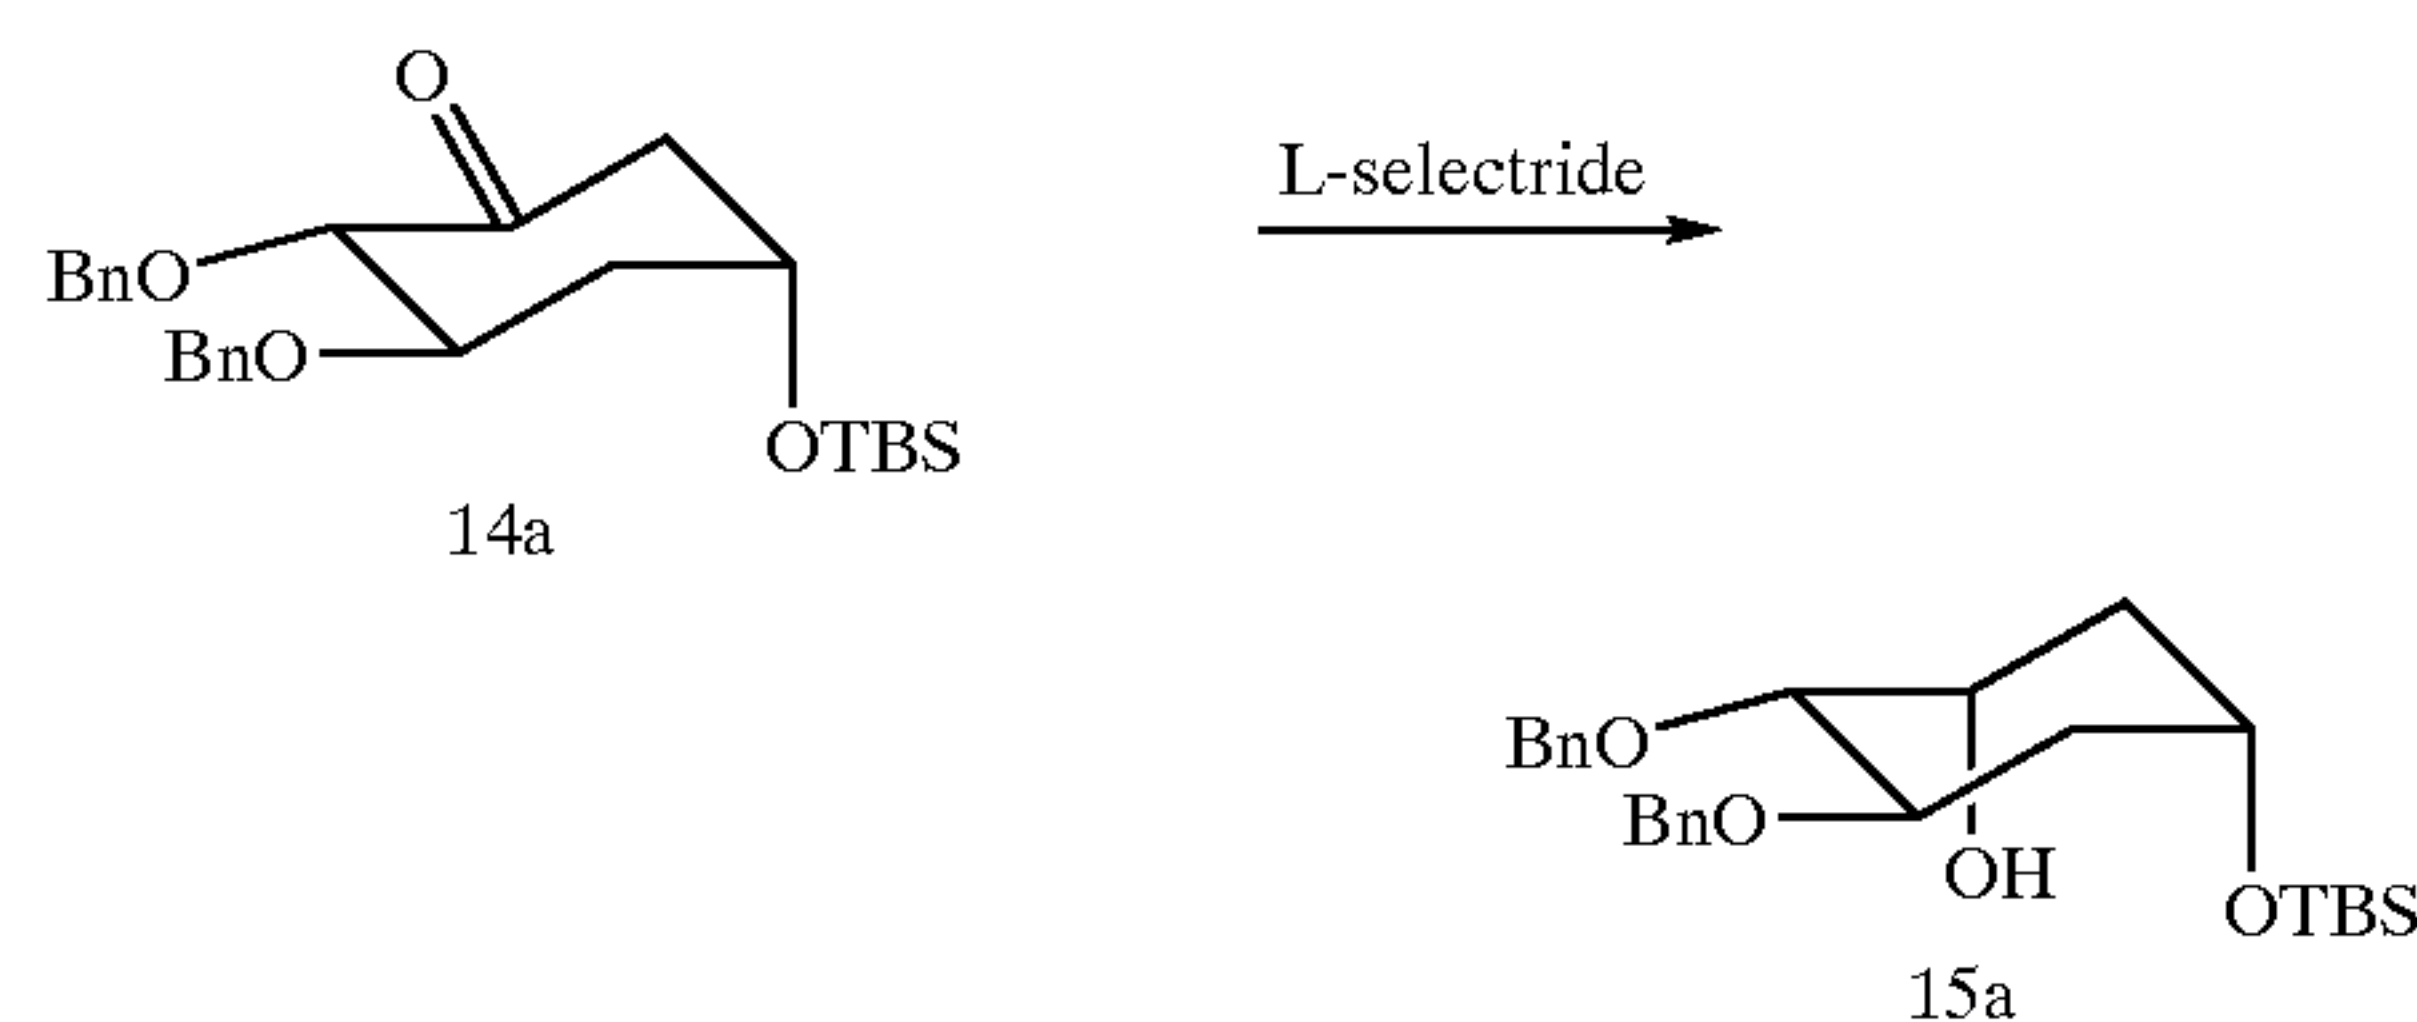 O
L-selectride
BnO
BnO
OTBS
14a
BnO
BnO
OH
OTBS
15a